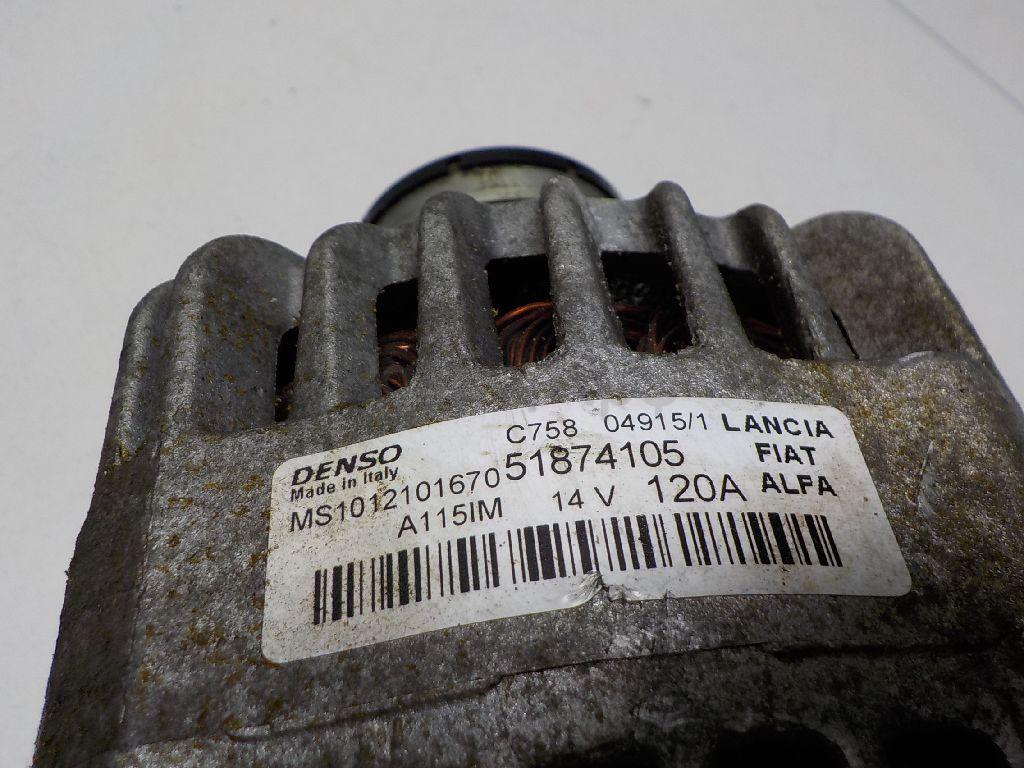 C758 04915/1 LANCIA
DENSO 51874105 FIAT
Made in Italy
MS1012101670 120A ALFA
A115IM 14 V